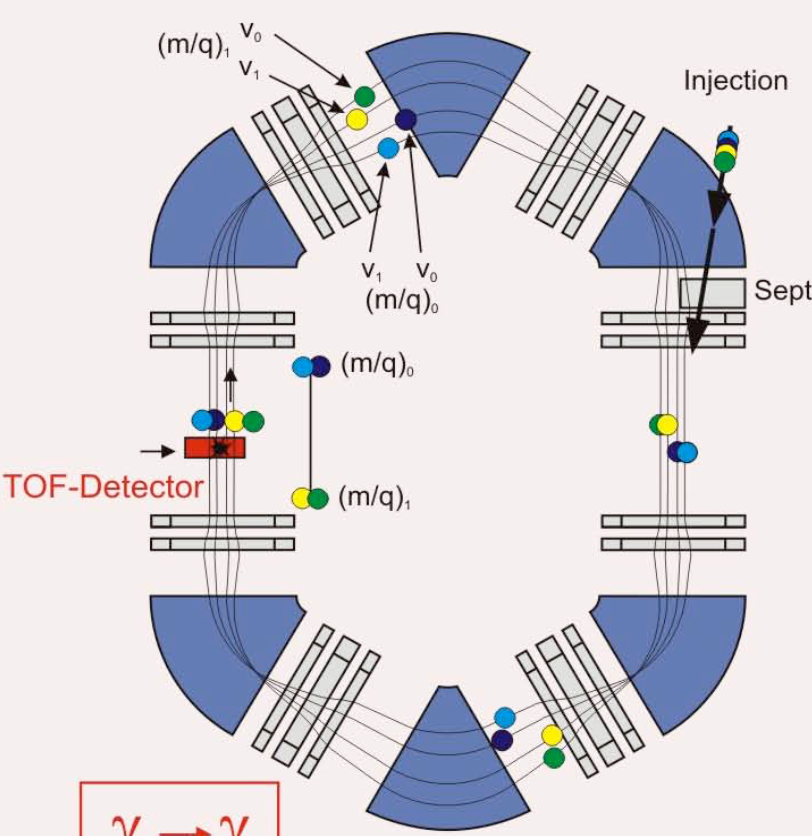 v₀
(m/q)₁
v₁
Injection
v₁ v₀
(m/q)₀
Sept
(m/q)₀
TOF-Detector
(m/q)₁
γ → γ